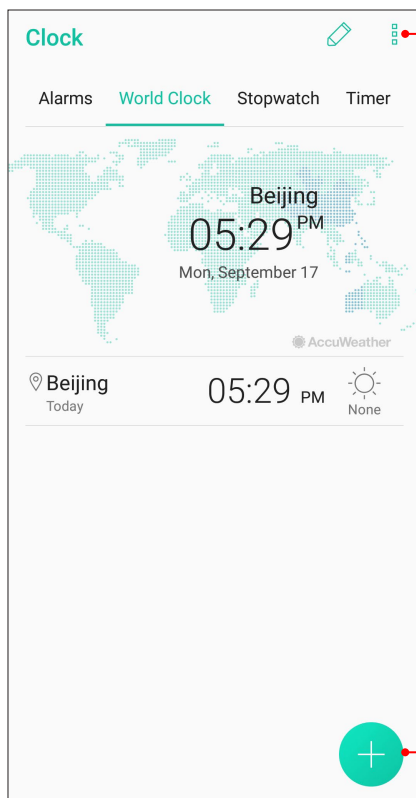 Clock
Alarms World Clock Stopwatch Timer
Beijing
05:29 PM
Mon, September 17
AccuWeather
Beijing 05:29 PM
Today None